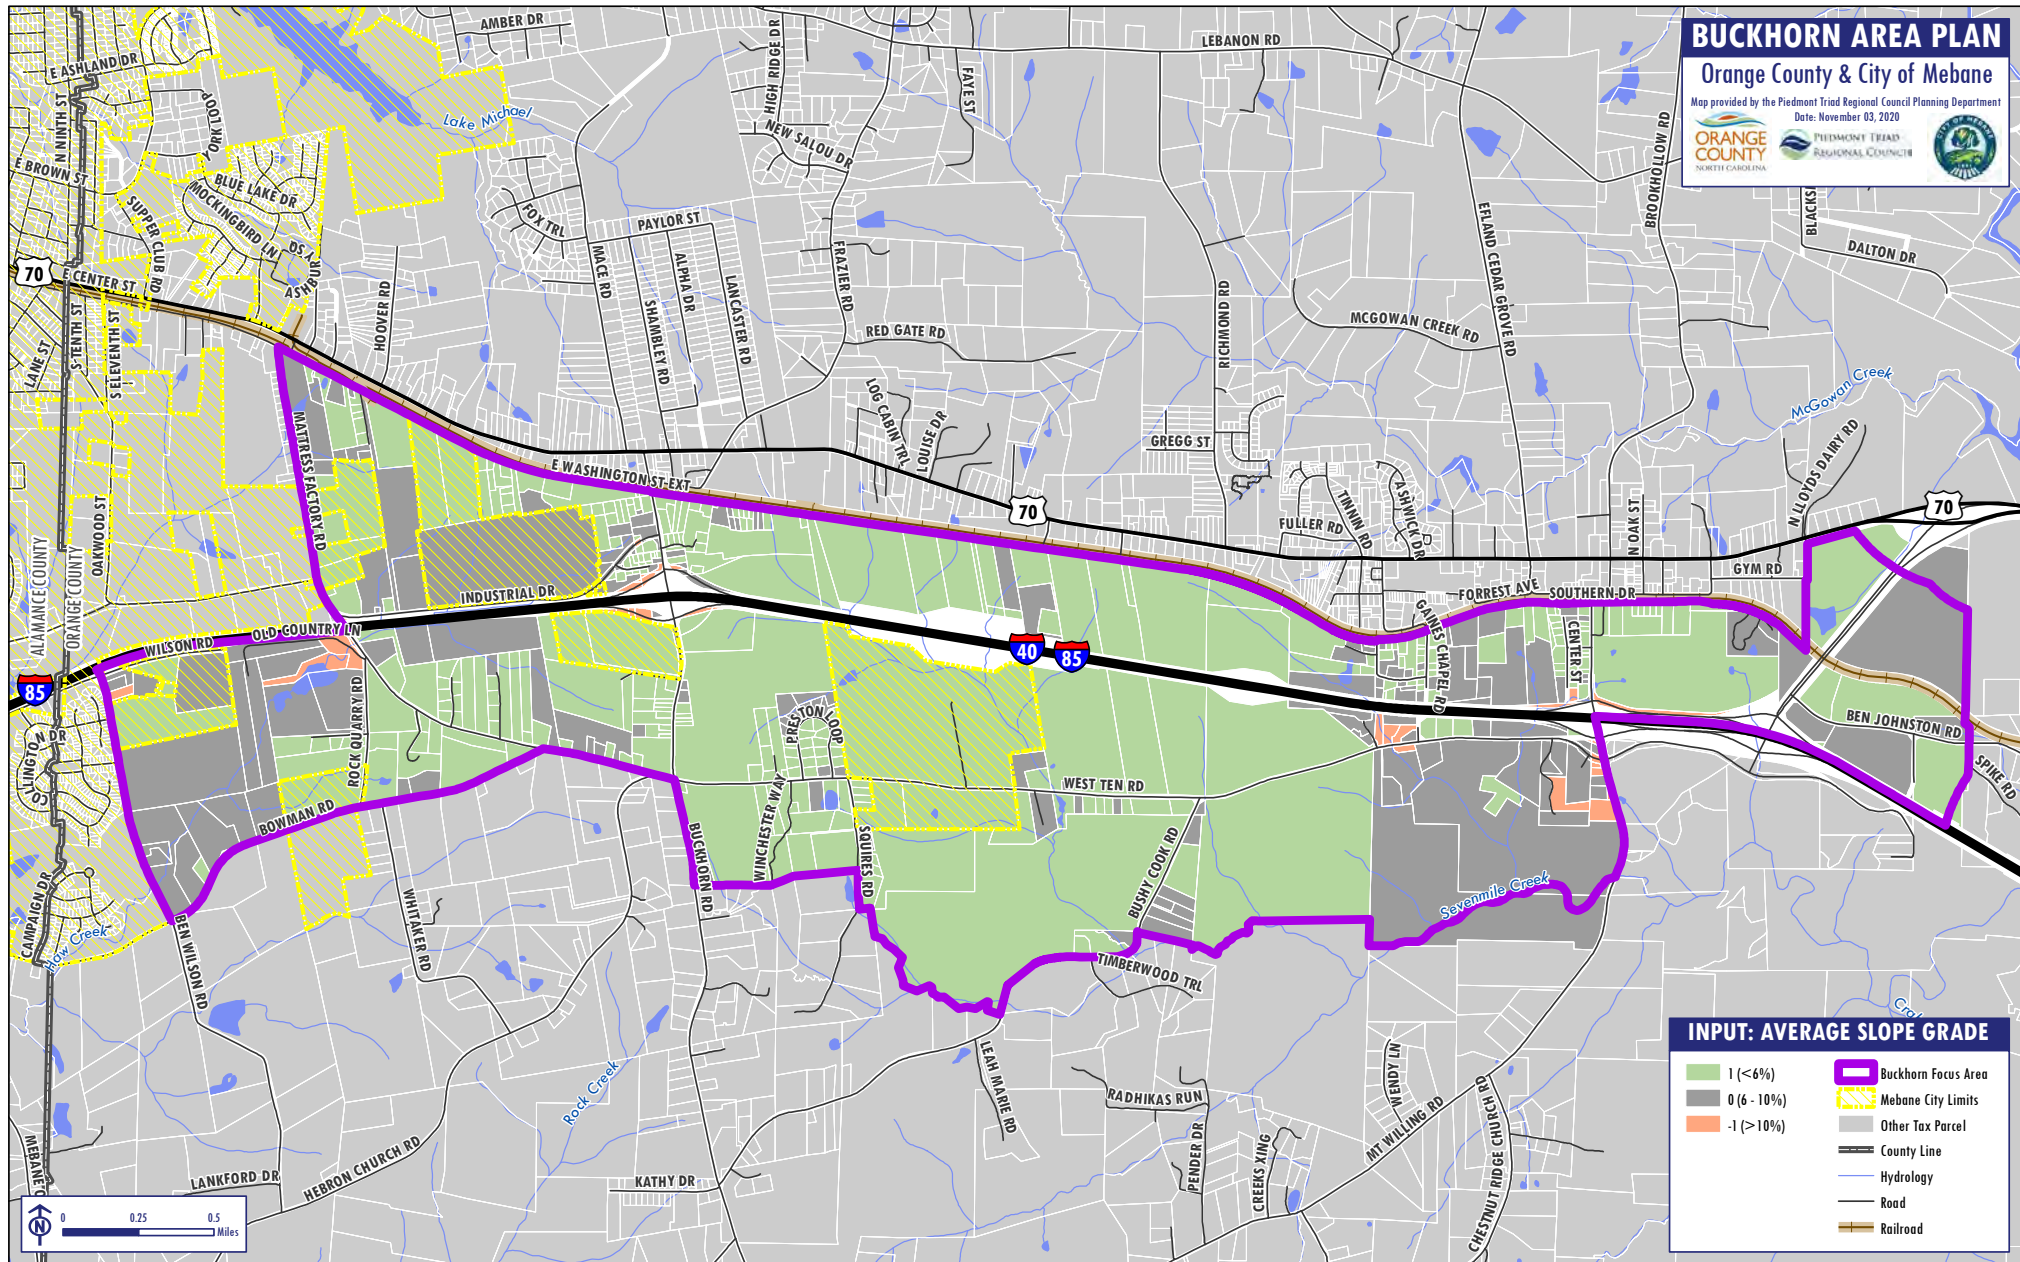 BUCKHORN AREA PLAN
Orange County & City of Mebane
Map provided by the Piedmont Triad Regional Council Planning Department
Date: November 03, 2020
ORANGE
COUNTY
NORTH CAROLINA
PIEDMONT TRIAD
REGIONAL COUNCIL
CITY OF MEBANE
AMBER DR
LEBANON RD
E ASHLAND DR
HIGH RIDGE DR
FAYE ST
N NINTH ST
YORK LOOP
Lake Michael
NEW SALOU DR
BROOKHOLLOW RD
E BROWN ST
BLUE LAKE DR
MOCKINGBIRD LN
SUPPER CLUB RD
FOX TRL
PAYLOR ST
EFLAND CEDAR GROVE RD
BLACKS
DALTON DR
70
E CENTER ST
ASHBUR
Y SQ
MACE RD
ALPHA DR
LANCASTER RD
FRAZIER RD
HOOVER RD
SHAMBLEY RD
RED GATE RD
RICHMOND RD
MCGOWAN CREEK RD
S TENTH ST
S ELEVENTH ST
LANE ST
McGowan Creek
MATTRESS FACTORY RD
LOG CABIN TRL
LOUISE DR
GREGG ST
N LLOYDS DAIRY RD
E WASHINGTON ST EXT
70
TINNIN RD
ASHWICK DR
FULLER RD
N OAK ST
70
OAKWOOD ST
ALAMANCE COUNTY
ORANGE COUNTY
GYM RD
INDUSTRIAL DR
FORREST AVE
SOUTHERN DR
GAINES CHAPEL RD
CENTER ST
OLD COUNTRY LN
WILSON RD
40
85
85
ROCK QUARRY RD
PRESTON LOOP
BEN JOHNSTON RD
COLLINGTON DR
SPIKE RD
WEST TEN RD
BOWMAN RD
BUCKHORN RD
WINCHESTER WAY
SQUIRES RD
BUSHY COOK RD
Sevenmile Creek
CAMPAIGN DR
Haw Creek
BEN WILSON RD
WHITAKER RD
TIMBERWOOD TRL
Rock Creek
LEAH MARIE RD
WENDY LN
RADHIKAS RUN
MT WILLING RD
CHESTNUT RIDGE CHURCH RD
PENDER DR
CREEKS XING
KATHY DR
HEBRON CHURCH RD
LANKFORD DR
N
0
0.25
0.5
Miles
INPUT: AVERAGE SLOPE GRADE
1 (<6%)
0 (6 - 10%)
-1 (>10%)
Buckhorn Focus Area
Mebane City Limits
Other Tax Parcel
County Line
Hydrology
Road
Railroad